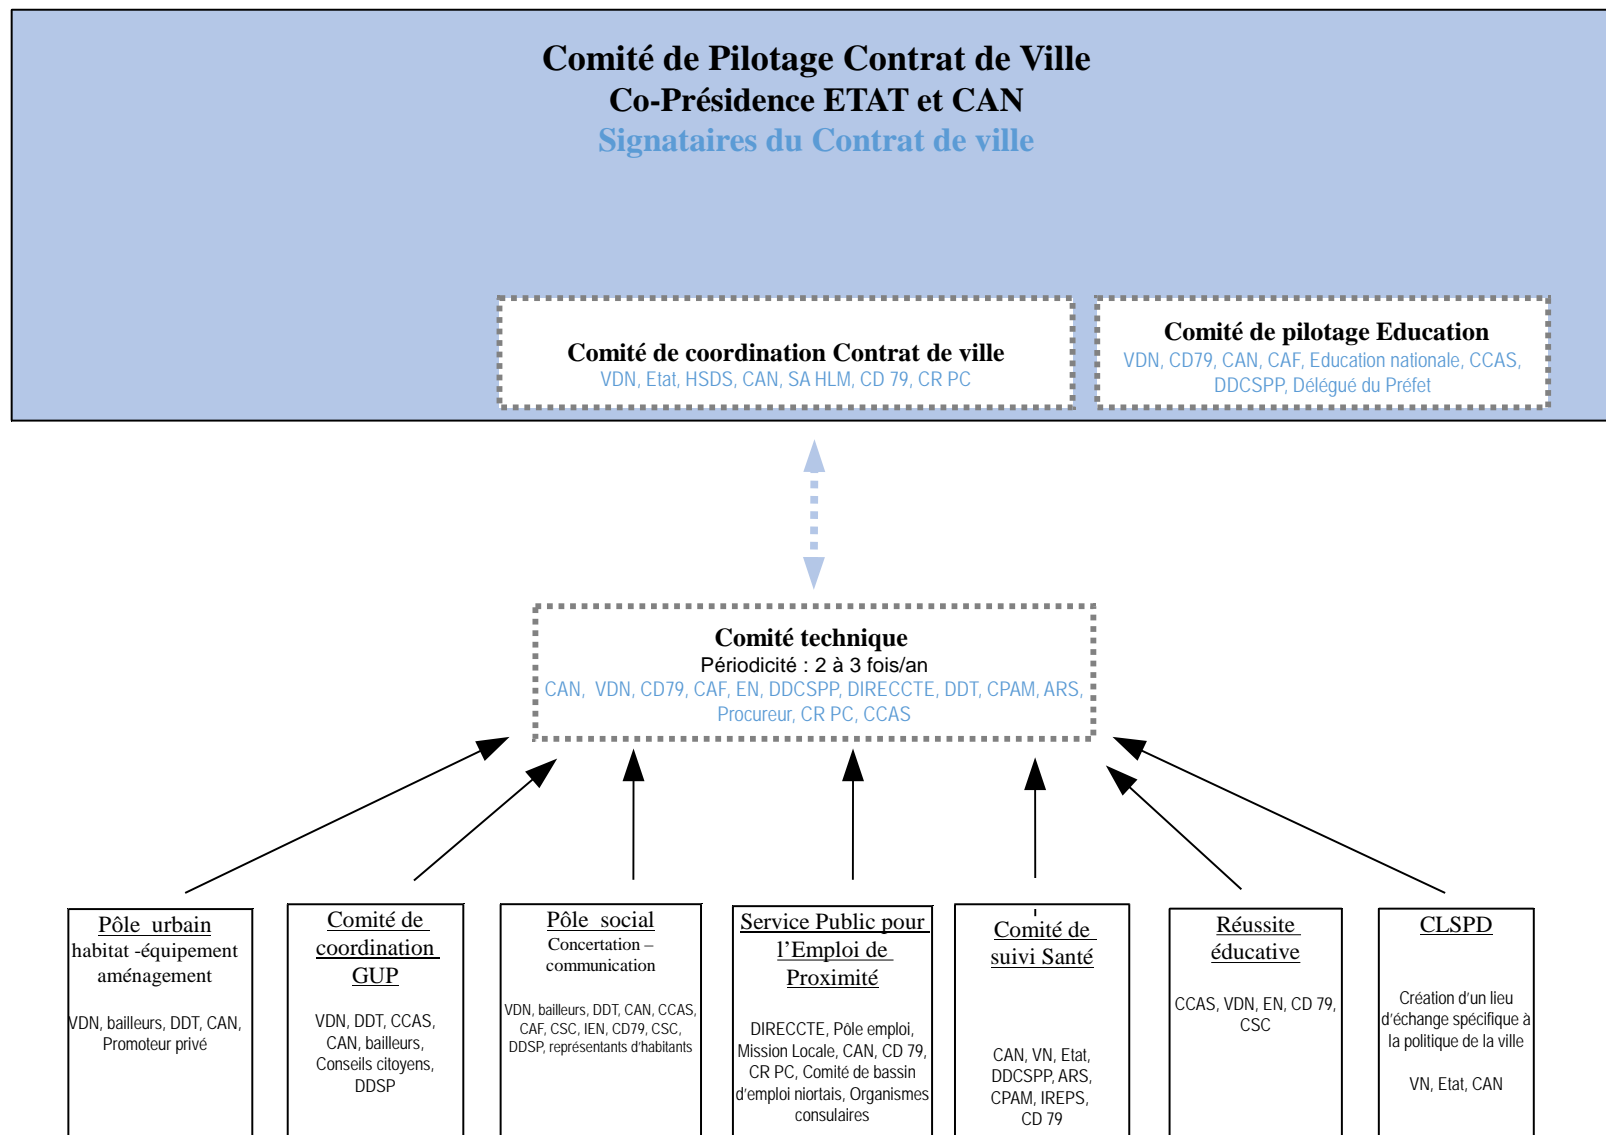 Comité de Pilotage Contrat de Ville
Co-Présidence ETAT et CAN
Signataires du Contrat de ville
Comité de coordination Contrat de ville
VDN, Etat, HSDS, CAN, SA HLM, CD 79, CR PC
Comité de pilotage Education
VDN, CD79, CAN, CAF, Education nationale, CCAS,
DDCSPP, Délégué du Préfet
Comité technique
Périodicité : 2 à 3 fois/an
CAN, VDN, CD79, CAF, EN, DDCSPP, DIRECCTE, DDT, CPAM, ARS,
Procureur, CR PC, CCAS
Pôle urbain
habitat -équipement
aménagement
VDN, bailleurs, DDT, CAN,
Promoteur privé
Comité de
coordination
GUP
VDN, DDT, CCAS,
CAN, bailleurs,
Conseils citoyens,
DDSP
Pôle social
Concertation –
communication
VDN, bailleurs, DDT, CAN, CCAS,
CAF, CSC, IEN, CD79, CSC,
DDSP, représentants d'habitants
Service Public pour
l'Emploi de
Proximité
DIRECCTE, Pôle emploi,
Mission Locale, CAN, CD 79,
CR PC, Comité de bassin
d'emploi niortais, Organismes
consulaires
Comité de
suivi Santé
CAN, VN, Etat,
DDCSPP, ARS,
CPAM, IREPS,
CD 79
Réussite
éducative
CCAS, VDN, EN, CD 79,
CSC
CLSPD
Création d'un lieu
d'échange spécifique à
la politique de la ville
VN, Etat, CAN